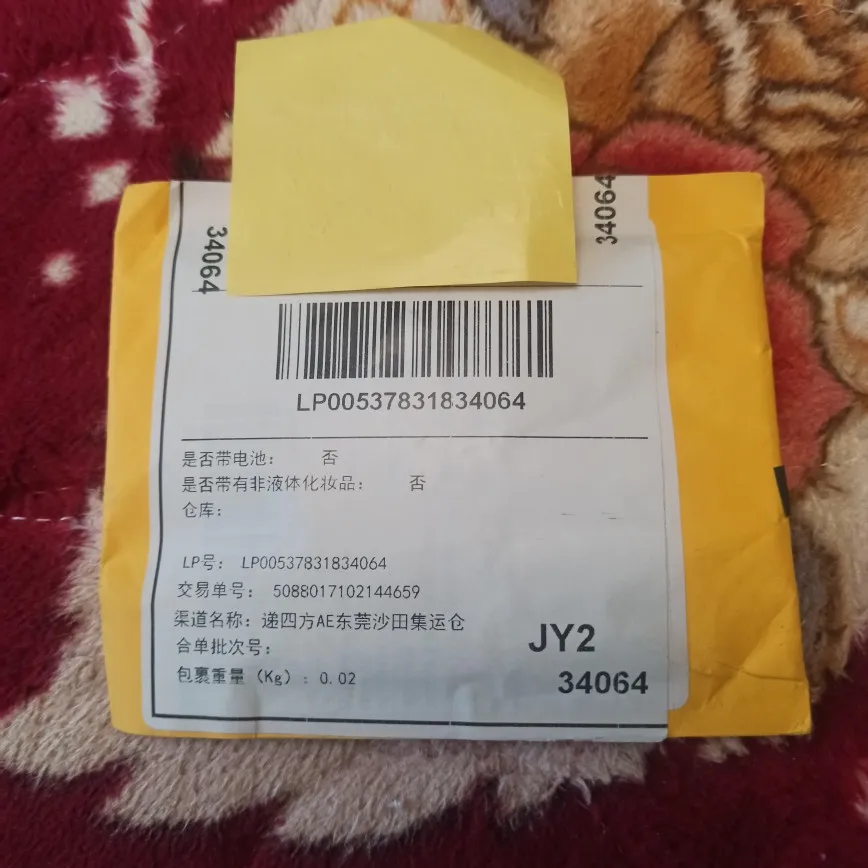 34064
34064
LP00537831834064
是否带电池： 否
是否带有非液体化妆品： 否
仓库：
LP号： LP00537831834064
交易单号： 5088017102144659
渠道名称：递四方AE东莞沙田集运仓
合单批次号：
JY2
包裹重量（Kg）：0.02
34064